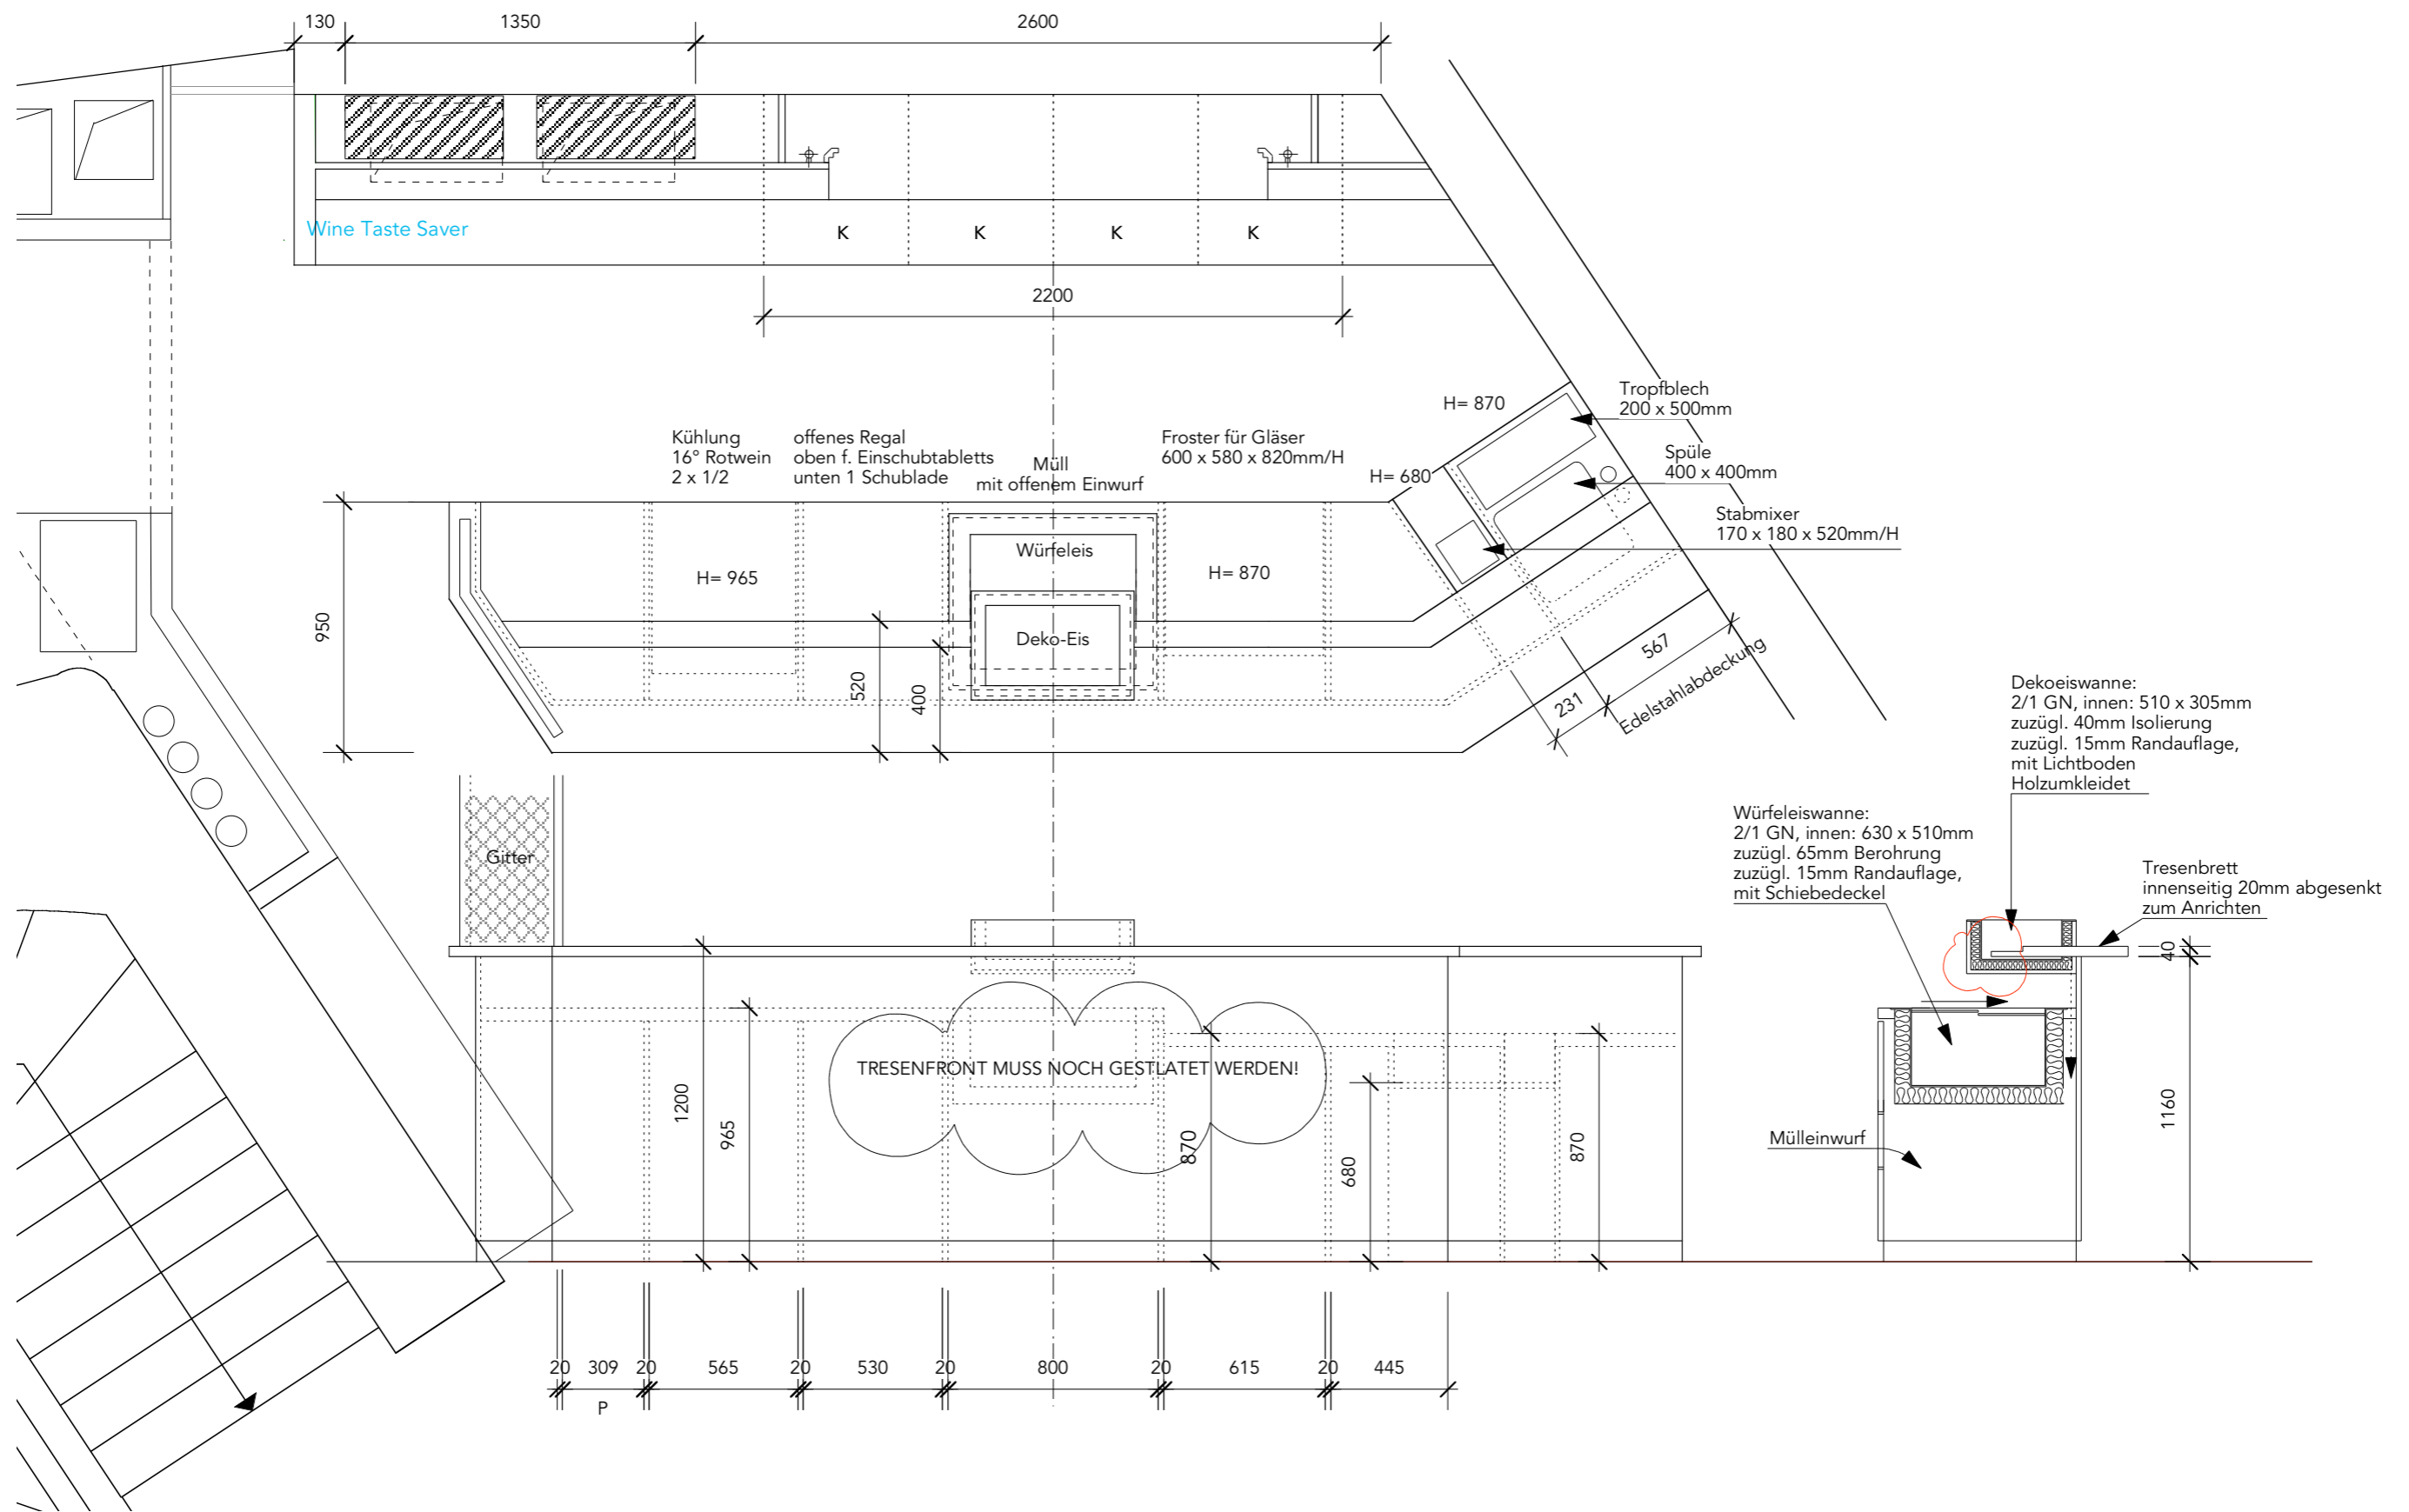 130
1350
2600
Wine Taste Saver
K
K
K
K
2200
H= 870
Tropfblech
200 x 500mm
Kühlung
16° Rotwein
2 x 1/2
offenes Regal
oben f. Einschubtabletts
unten 1 Schublade
Müll
mit offenem Einwurf
Froster für Gläser
600 x 580 x 820mm/H
H= 680
Spüle
400 x 400mm
Stabmixer
170 x 180 x 520mm/H
Würfeleis
H= 965
H= 870
950
Deko-Eis
520
400
567
231
Edelstahlabdeckung
Dekoeiswanne:
2/1 GN, innen: 510 x 305mm
zuzügl. 40mm Isolierung
zuzügl. 15mm Randauflage,
mit Lichtboden
Holzumkleidet
Würfeleiswanne:
2/1 GN, innen: 630 x 510mm
zuzügl. 65mm Berohrung
zuzügl. 15mm Randauflage,
mit Schiebedeckel
Tresenbrett
innenseitig 20mm abgesenkt
zum Anrichten
Gitter
40
TRESENFRONT MUSS NOCH GESTLATET WERDEN!
1200
965
870
680
870
1160
Mülleinwurf
20
309
20
565
20
530
20
800
20
615
20
445
P